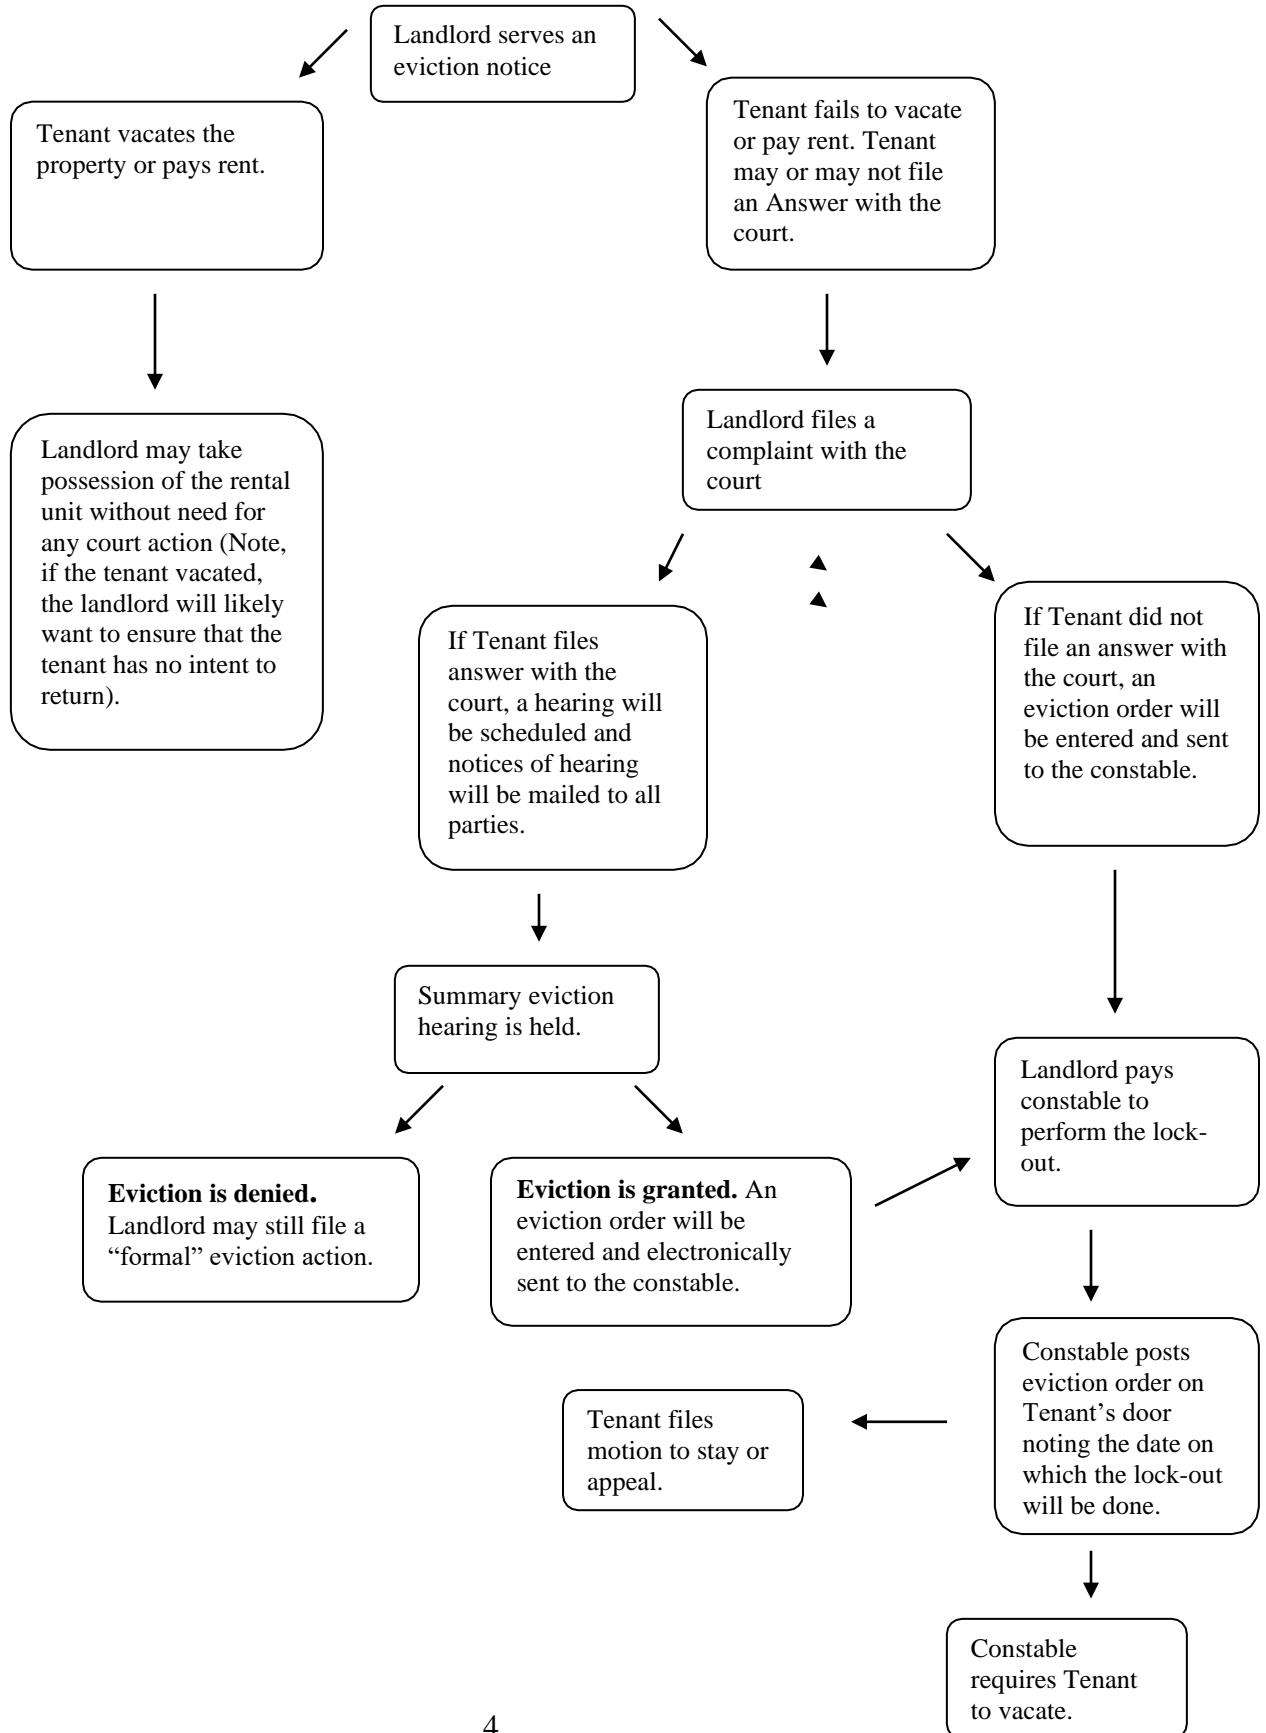 Landlord serves an
eviction notice
Tenant vacates the
property or pays rent.
Tenant fails to vacate
or pay rent. Tenant
may or may not file
an Answer with the
court.
Landlord may take
possession of the rental
unit without need for
any court action (Note,
if the tenant vacated,
the landlord will likely
want to ensure that the
tenant has no intent to
return).
Landlord files a
complaint with the
court
If Tenant files
answer with the
court, a hearing will
be scheduled and
notices of hearing
will be mailed to all
parties.
If Tenant did not
file an answer with
the court, an
eviction order will
be entered and sent
to the constable.
Summary eviction
hearing is held.
Landlord pays
constable to
perform the lock-
out.
Eviction is denied.
Landlord may still file a
“formal” eviction action.
Eviction is granted. An
eviction order will be
entered and electronically
sent to the constable.
Constable posts
eviction order on
Tenant’s door
noting the date on
which the lock-out
will be done.
Tenant files
motion to stay or
appeal.
Constable
requires Tenant
to vacate.
4